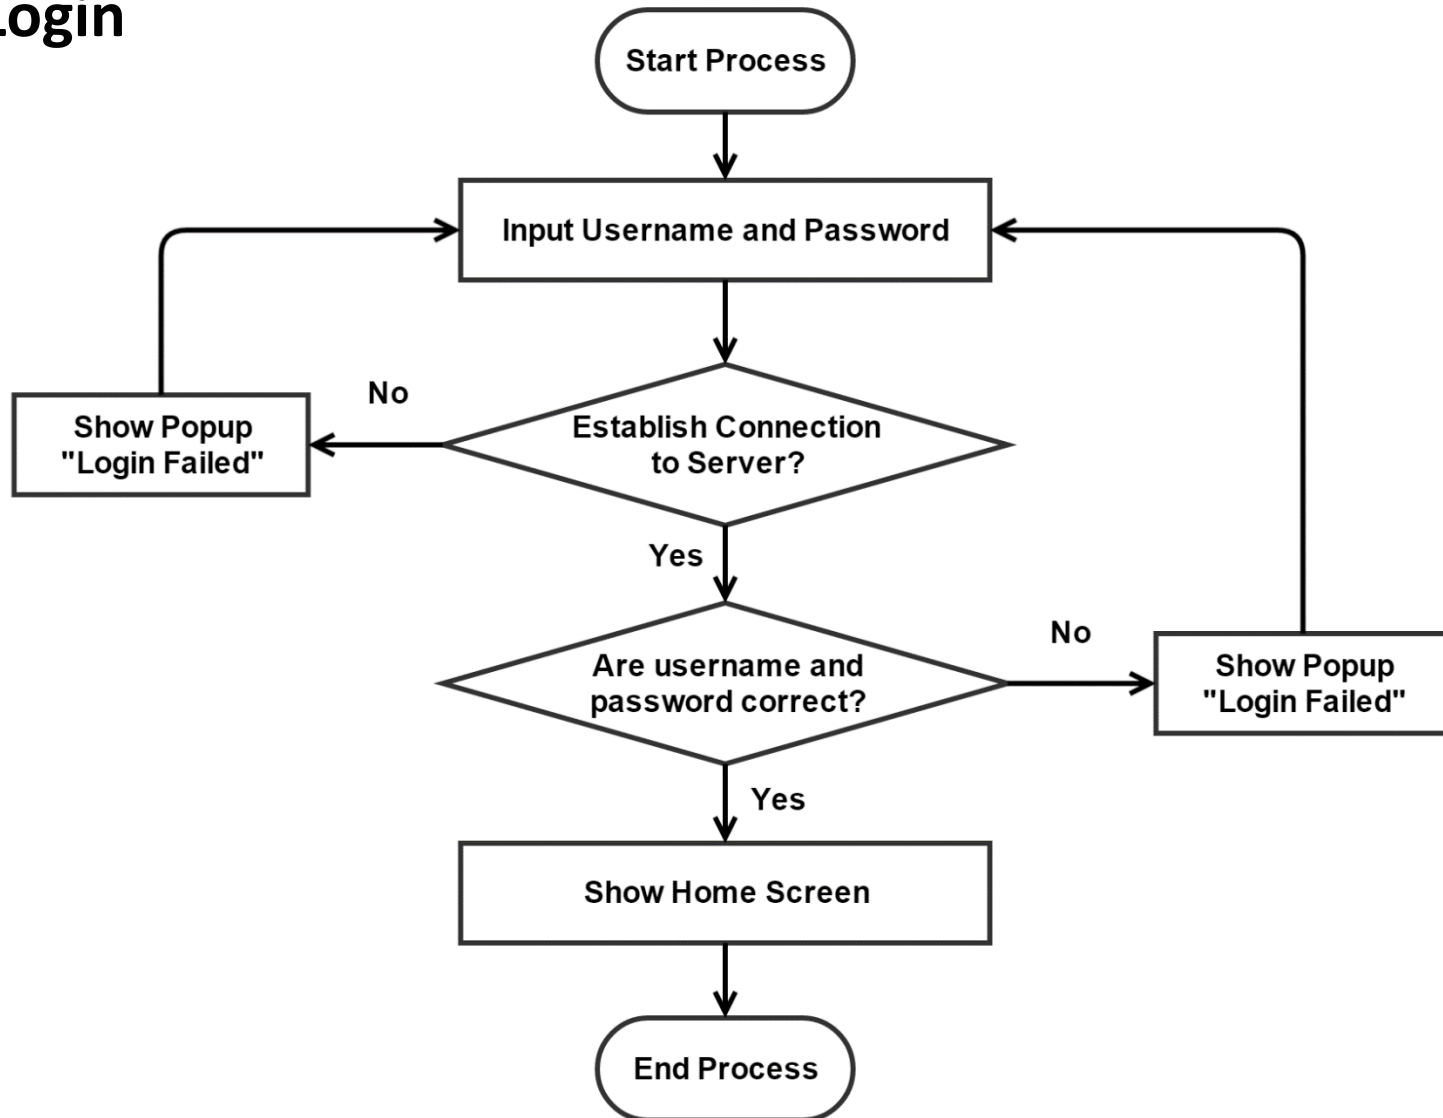 Login
Start Process
Input Username and Password
No
Show Popup
"Login Failed"
Establish Connection
to Server?
Yes
No
Are username and
password correct?
Show Popup
"Login Failed"
Yes
Show Home Screen
End Process